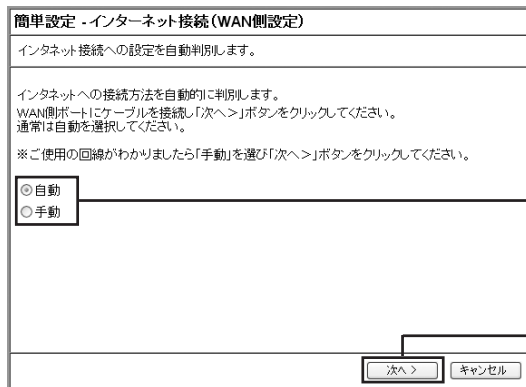 簡単設定 - インターネット接続(WAN側設定)
インタネット接続への設定を自動判別します。
インタネットへの接続方法を自動的に判別します。
WAN側ポートにケーブルを接続し「次へ>」ボタンをクリックしてください。
通常は自動を選択してください。
※ご使用の回線がわかりましたら「手動」を選び「次へ>」ボタンをクリックしてください。
自動
手動
次へ > キャンセル